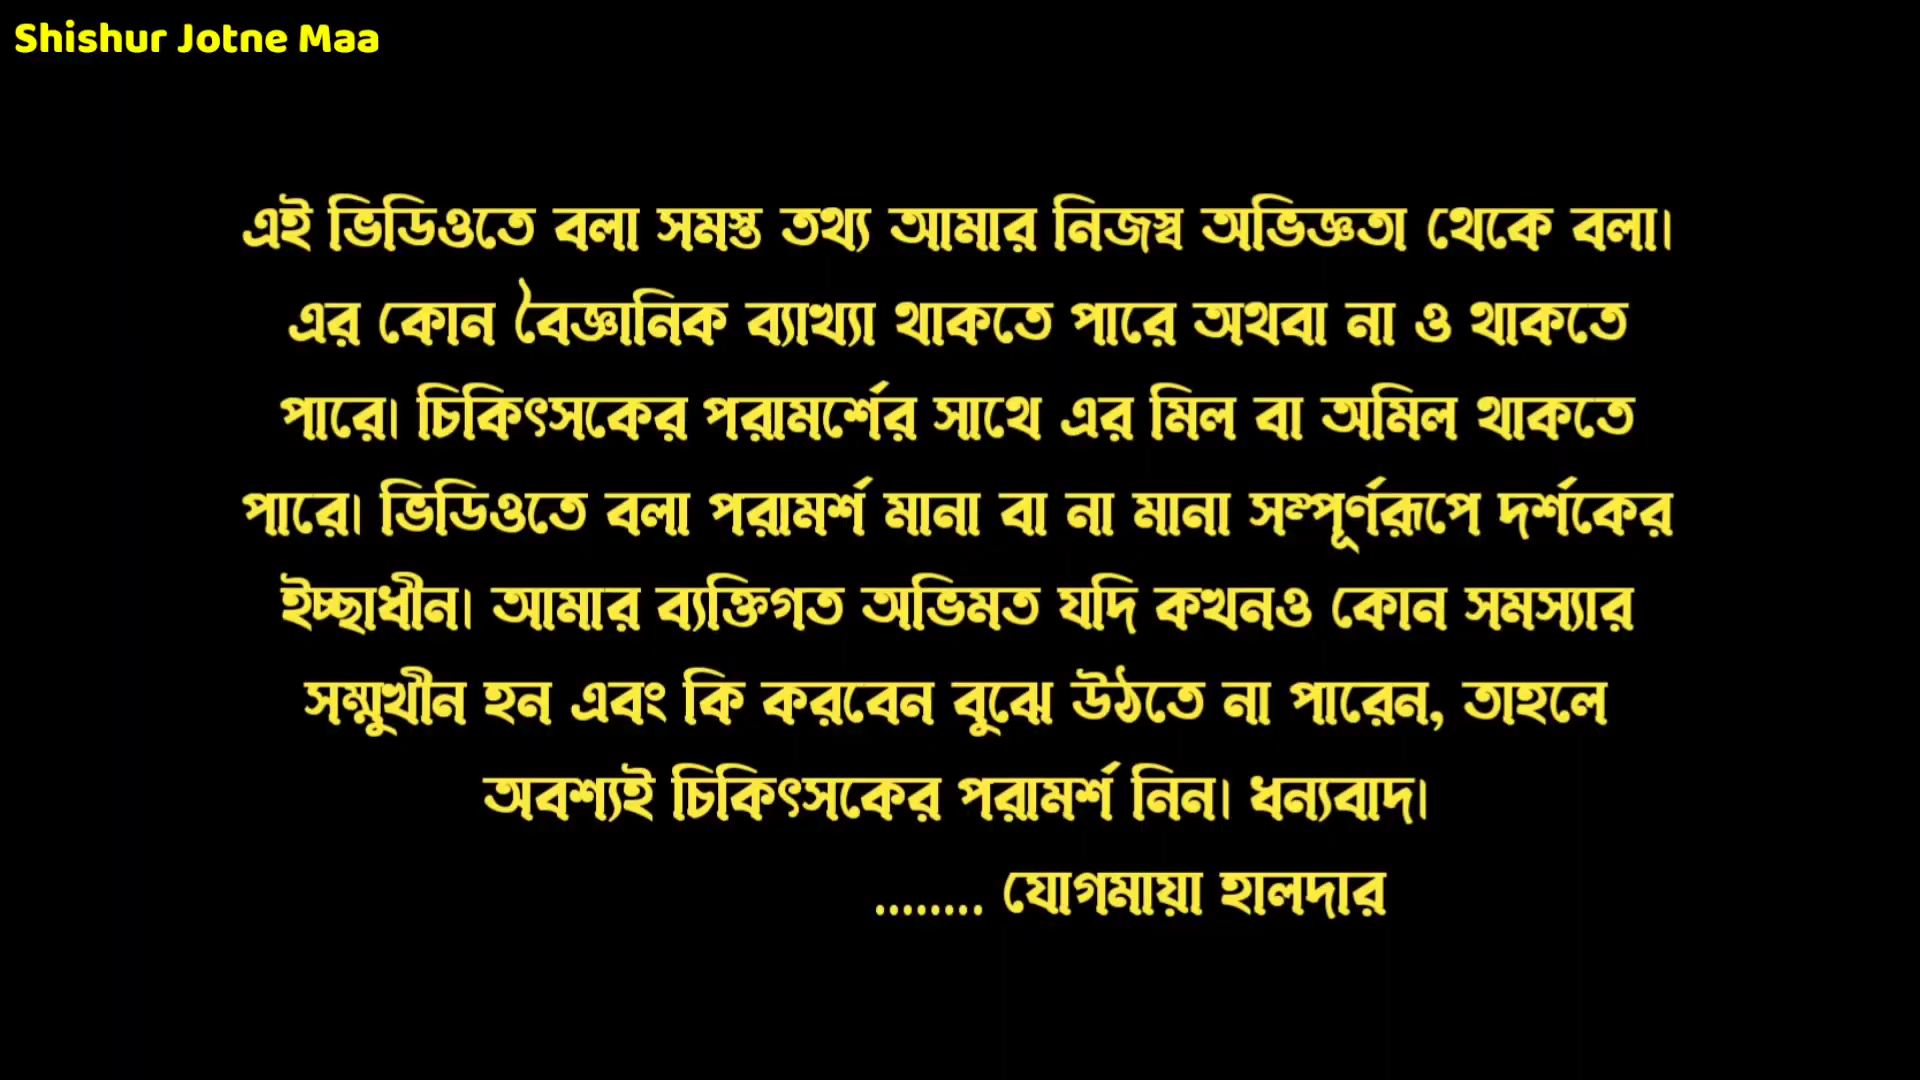 Shishur Jotne Maa
এই ভিডিওতে বলা সমস্ত তথ্য আমার নিজস্ব অভিজ্ঞতা থেকে বলা।
এর কোন বৈজ্ঞানিক ব্যাখ্যা থাকতে পারে অথবা না ও থাকতে
পারে। চিকিৎসকের পরামর্শের সাথে এর মিল বা অমিল থাকতে
পারে। ভিডিওতে বলা পরামর্শ মানা বা না মানা সম্পূর্ণরূপে দর্শকের
ইচ্ছাধীন। আমার ব্যক্তিগত অভিমত যদি কখনও কোন সমস্যার
সম্মুখীন হন এবং কি করবেন বুঝে উঠতে না পারেন, তাহলে
অবশ্যই চিকিৎসকের পরামর্শ নিন। ধন্যবাদ।
........ যোগমায়া হালদার